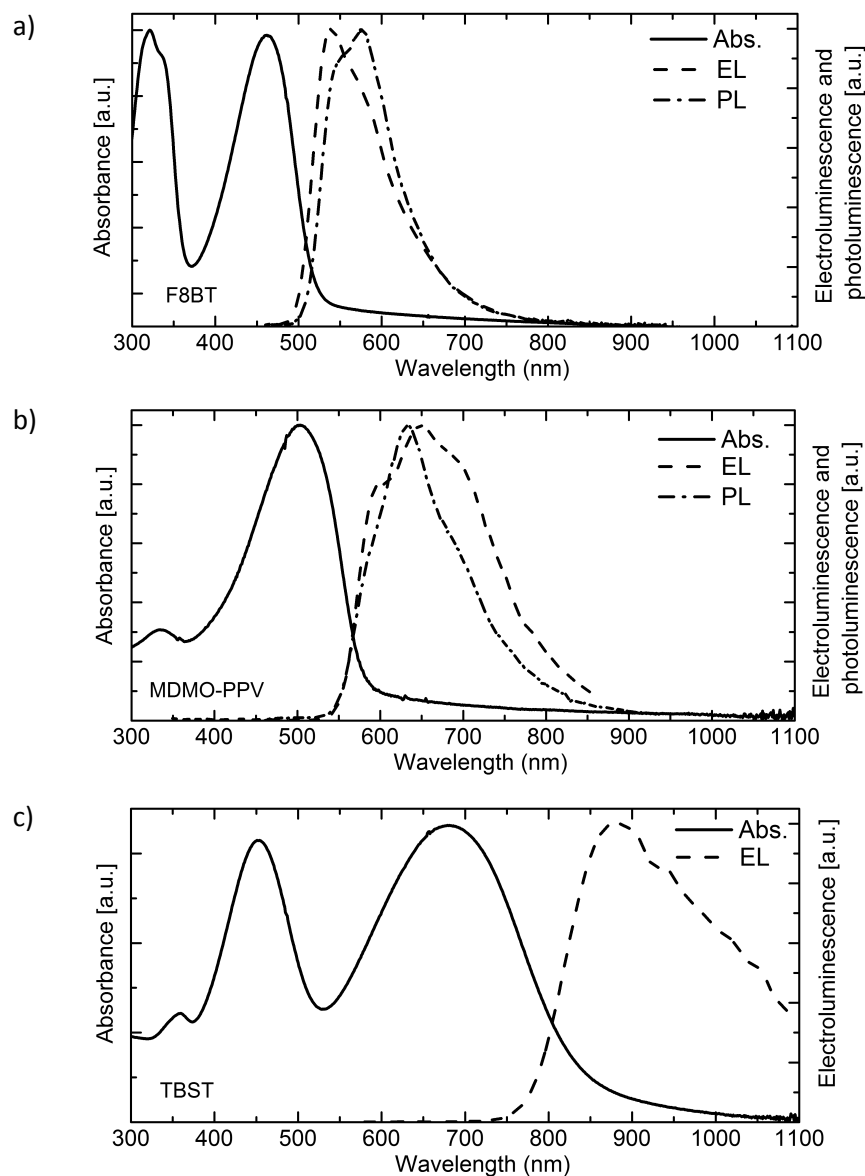 a)
Absorbance [a.u.]
Abs.
EL
PL
F8BT
Electroluminescence and
photoluminescence [a.u.]
300 400 500 600 700 800 900 1000 1100
Wavelength (nm)
b)
Absorbance [a.u.]
Abs.
EL
PL
MDMO-PPV
Electroluminescence and
photoluminescence [a.u.]
300 400 500 600 700 800 900 1000 1100
Wavelength (nm)
c)
Absorbance [a.u.]
Abs.
EL
TBST
Electroluminescence [a.u.]
300 400 500 600 700 800 900 1000 1100
Wavelength (nm)